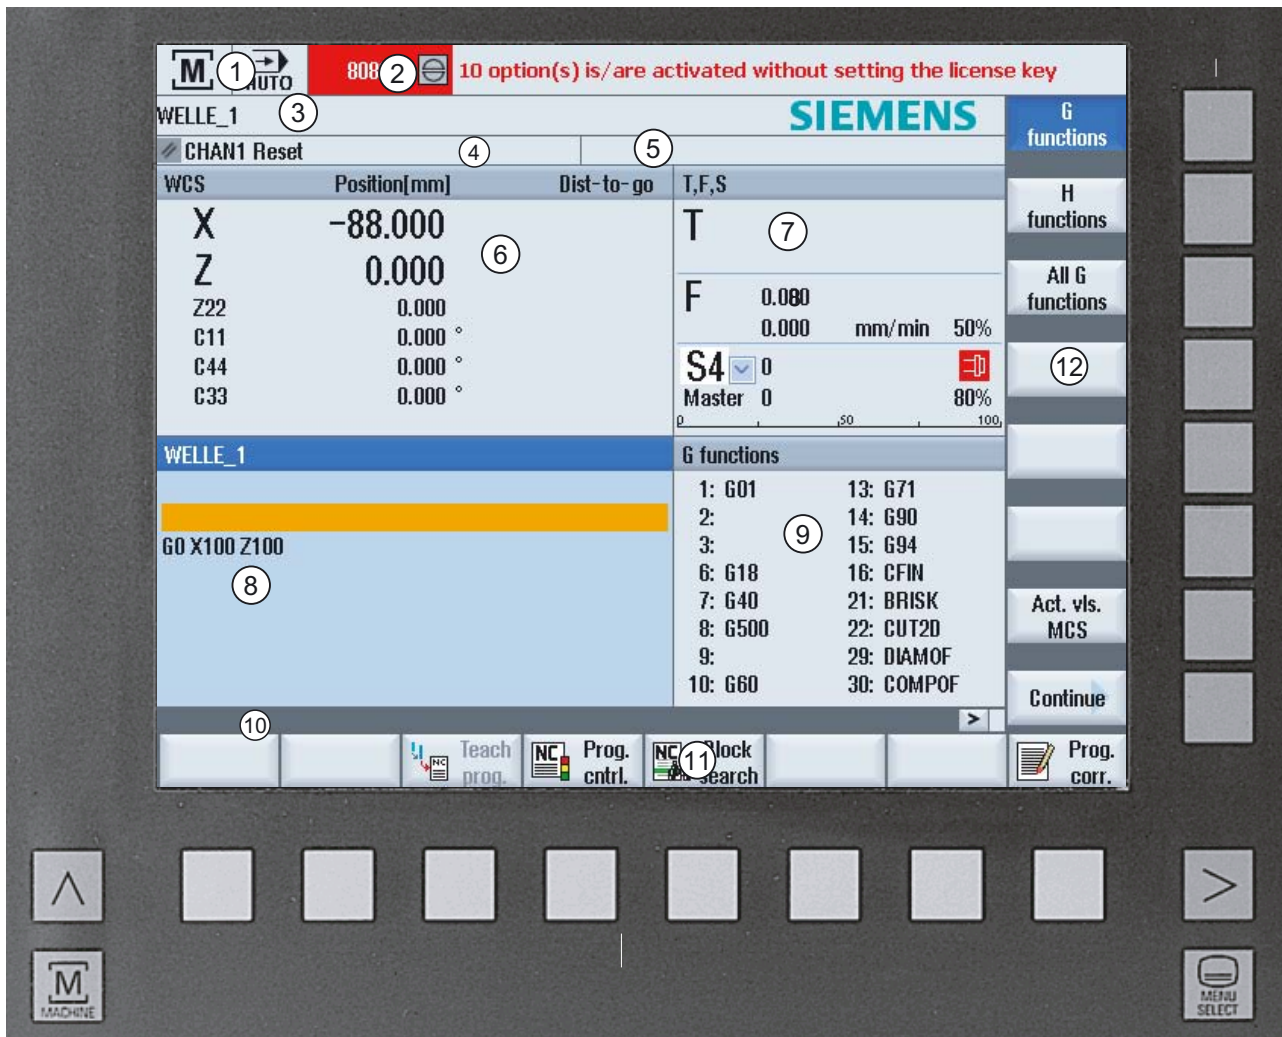 M 1 AUTO 808 2 10 option(s) is/are activated without setting the license key
WELLE_1 3 SIEMENS
CHAN1 Reset 4 5
WCS Position[mm] Dist-to-go T,F,S
X -88.000 6
Z 0.000
Z22 0.000
C11 0.000 °
C44 0.000 °
C33 0.000 °
T 7
F 0.080
0.000 mm/min 50%
S4 0
Master 0 80%
0 50 100
WELLE_1
G0 X100 Z100
8
G functions
1: G01 13: G71
2: 14: G90
3: 9 15: G94
6: G18 16: CFIN
7: G40 21: BRISK
8: G500 22: CUT2D
9: 29: DIAMOF
10: G60 30: COMPOF
>
G
functions
H
functions
All G
functions
12
Act. vls.
MCS
Continue
10
NC Teach
prog.
NC Prog.
cntrl.
NC 11 Block
search
Prog.
corr.
>
M
MACHINE
MENU
SELECT